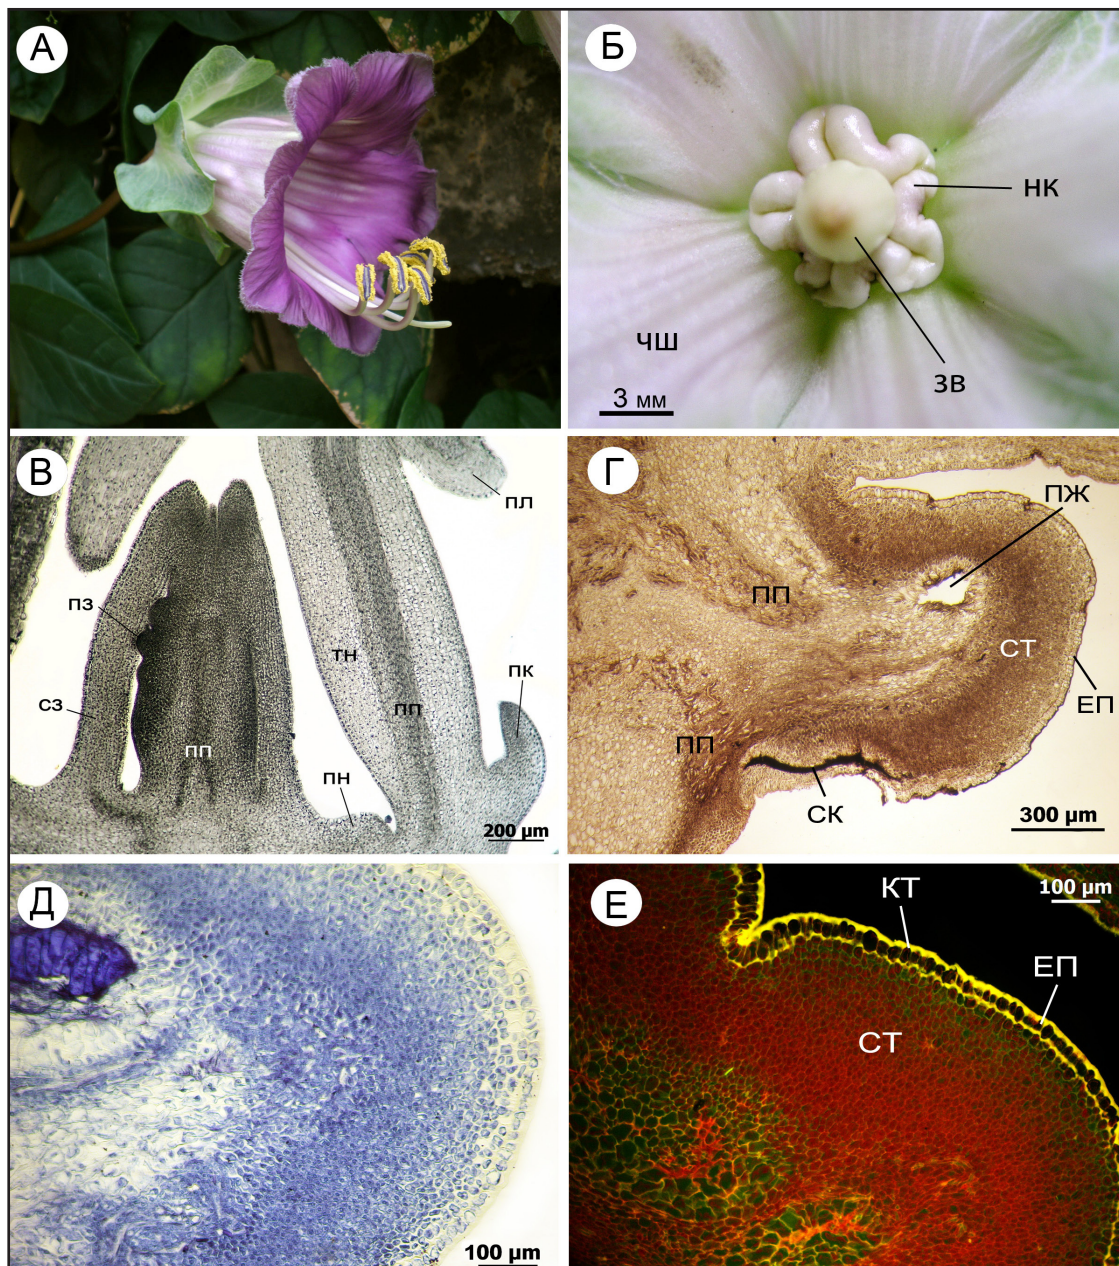 А
Б
НК
ЧШ
ЗВ
3 мм
В
ПЛ
ПЗ
ТН
ПК
ПП
СЗ
ПП
ПН
200 µm
Г
ПЖ
ПП
СТ
ЕП
ПП
СК
300 µm
Д
100 µm
Е
КТ
100 µm
ЕП
СТ